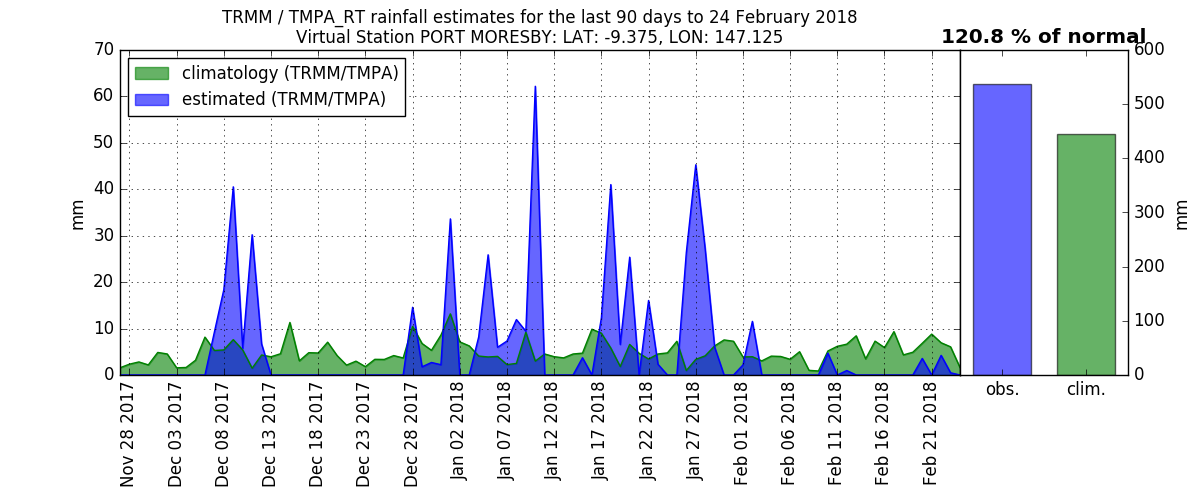 TRMM / TMPA_RT rainfall estimates for the last 90 days to 24 February 2018
Virtual Station PORT MORESBY: LAT: -9.375, LON: 147.125
120.8 % of normal
climatology (TRMM/TMPA)
estimated (TRMM/TMPA)
mm
70
60
50
40
30
20
10
0
600
500
400
300
200
100
0
mm
obs.
clim.
Nov 28 2017
Dec 03 2017
Dec 08 2017
Dec 13 2017
Dec 18 2017
Dec 23 2017
Dec 28 2017
Jan 02 2018
Jan 07 2018
Jan 12 2018
Jan 17 2018
Jan 22 2018
Jan 27 2018
Feb 01 2018
Feb 06 2018
Feb 11 2018
Feb 16 2018
Feb 21 2018